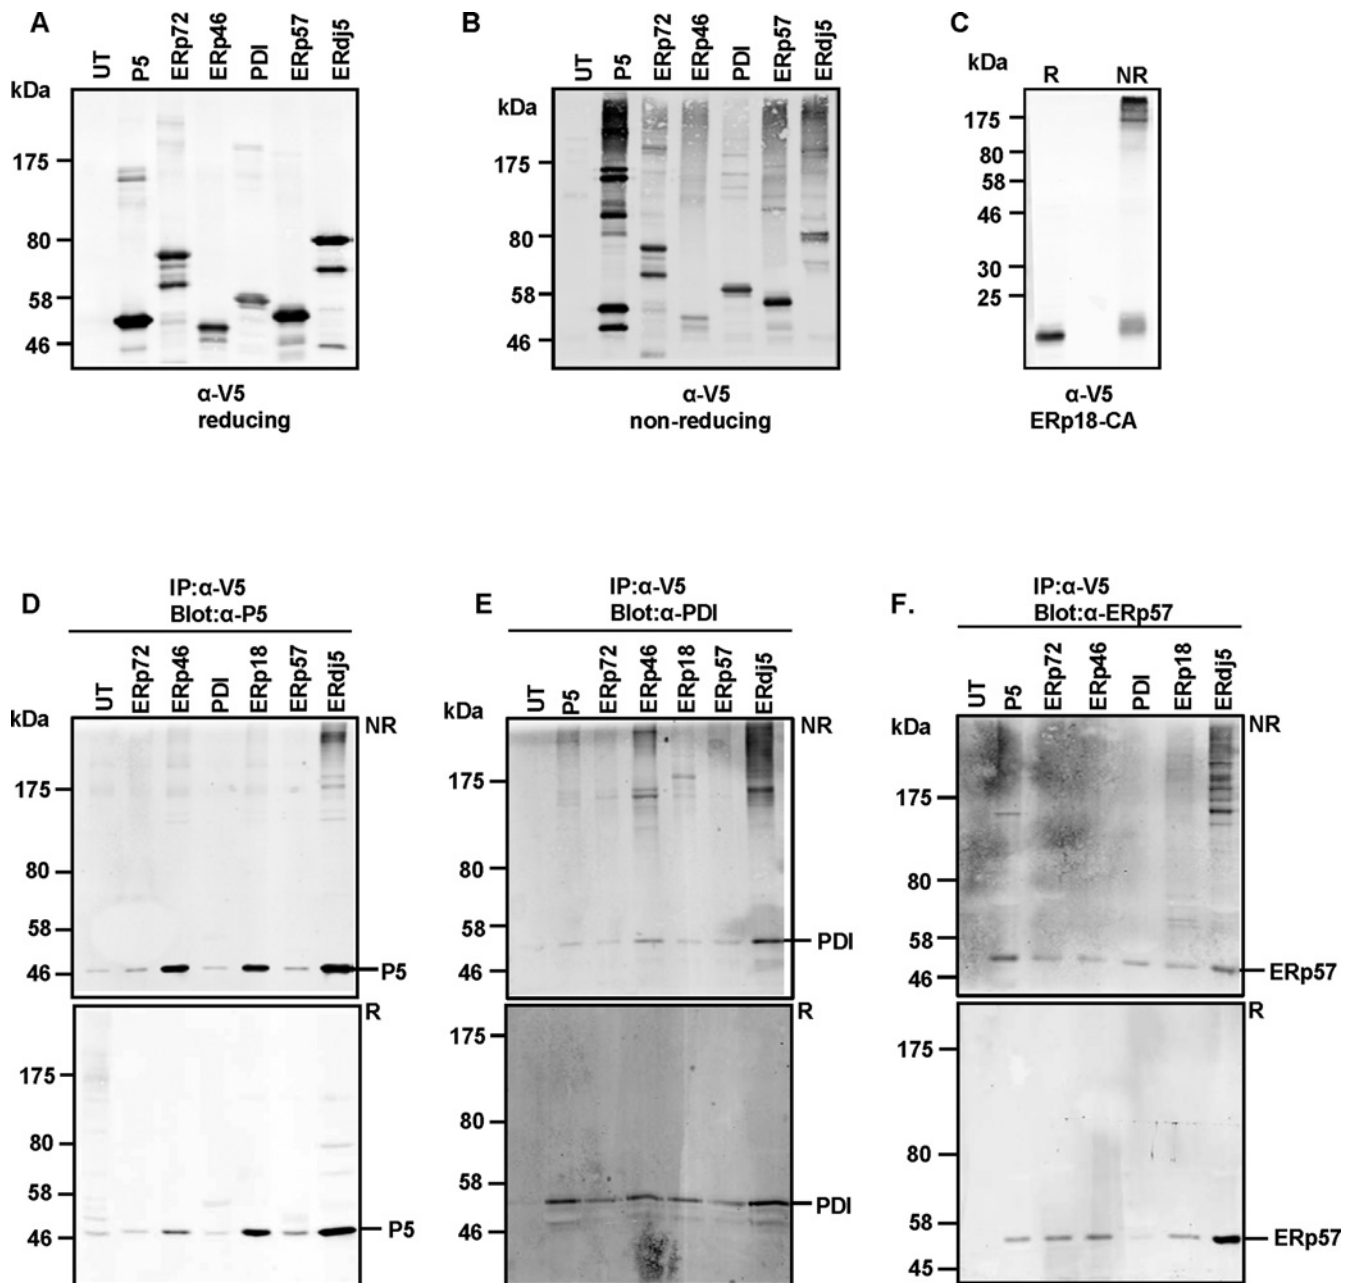 A
UT
P5
ERp72
ERp46
PDI
ERp57
ERdj5
kDa
175
80
58
46
α-V5
reducing
B
UT
P5
ERp72
ERp46
PDI
ERp57
ERdj5
kDa
175
80
58
46
α-V5
non-reducing
C
kDa
R
NR
175
80
58
46
30
25
α-V5
ERp18-CA
D
IP:α-V5
Blot:α-P5
UT
ERp72
ERp46
PDI
ERp18
ERp57
ERdj5
kDa
NR
175
80
58
46
P5
R
175
80
58
46
P5
E
IP:α-V5
Blot:α-PDI
UT
P5
ERp72
ERp46
ERp18
ERp57
ERdj5
kDa
NR
175
80
58
46
PDI
R
175
80
58
46
PDI
F.
IP:α-V5
Blot:α-ERp57
UT
P5
ERp72
ERp46
PDI
ERp18
ERdj5
kDa
NR
175
80
58
46
ERp57
R
175
80
58
45
ERp57